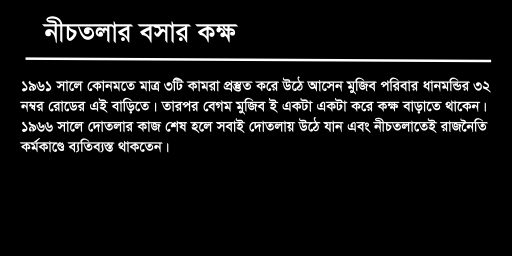 নীচতলার বসার কক্ষ
১৯৬১ সালে কোনমতে মাত্র ৩টি কামরা প্রস্তুত করে উঠে আসেন মুজিব পরিবার ধানমন্ডির ৩২
নম্বর রোডের এই বাড়িতে। তারপর বেগম মুজিব ই একটা একটা করে কক্ষ বাড়াতে থাকেন।
১৯৬৬ সালে দোতলার কাজ শেষ হলে সবাই দোতলায় উঠে যান এবং নীচতলাতেই রাজনৈতি
কর্মকাণ্ডে ব্যতিব্যস্ত থাকতেন।